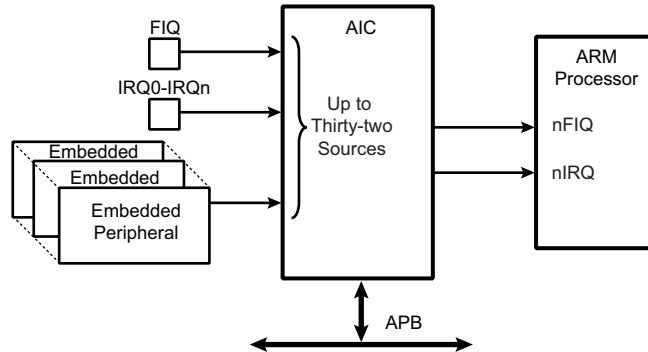 FIQ
IRQ0-IRQn
Embedded
Embedded
Embedded
Peripheral
AIC
Up to
Thirty-two
Sources
ARM
Processor
nFIQ
nIRQ
APB